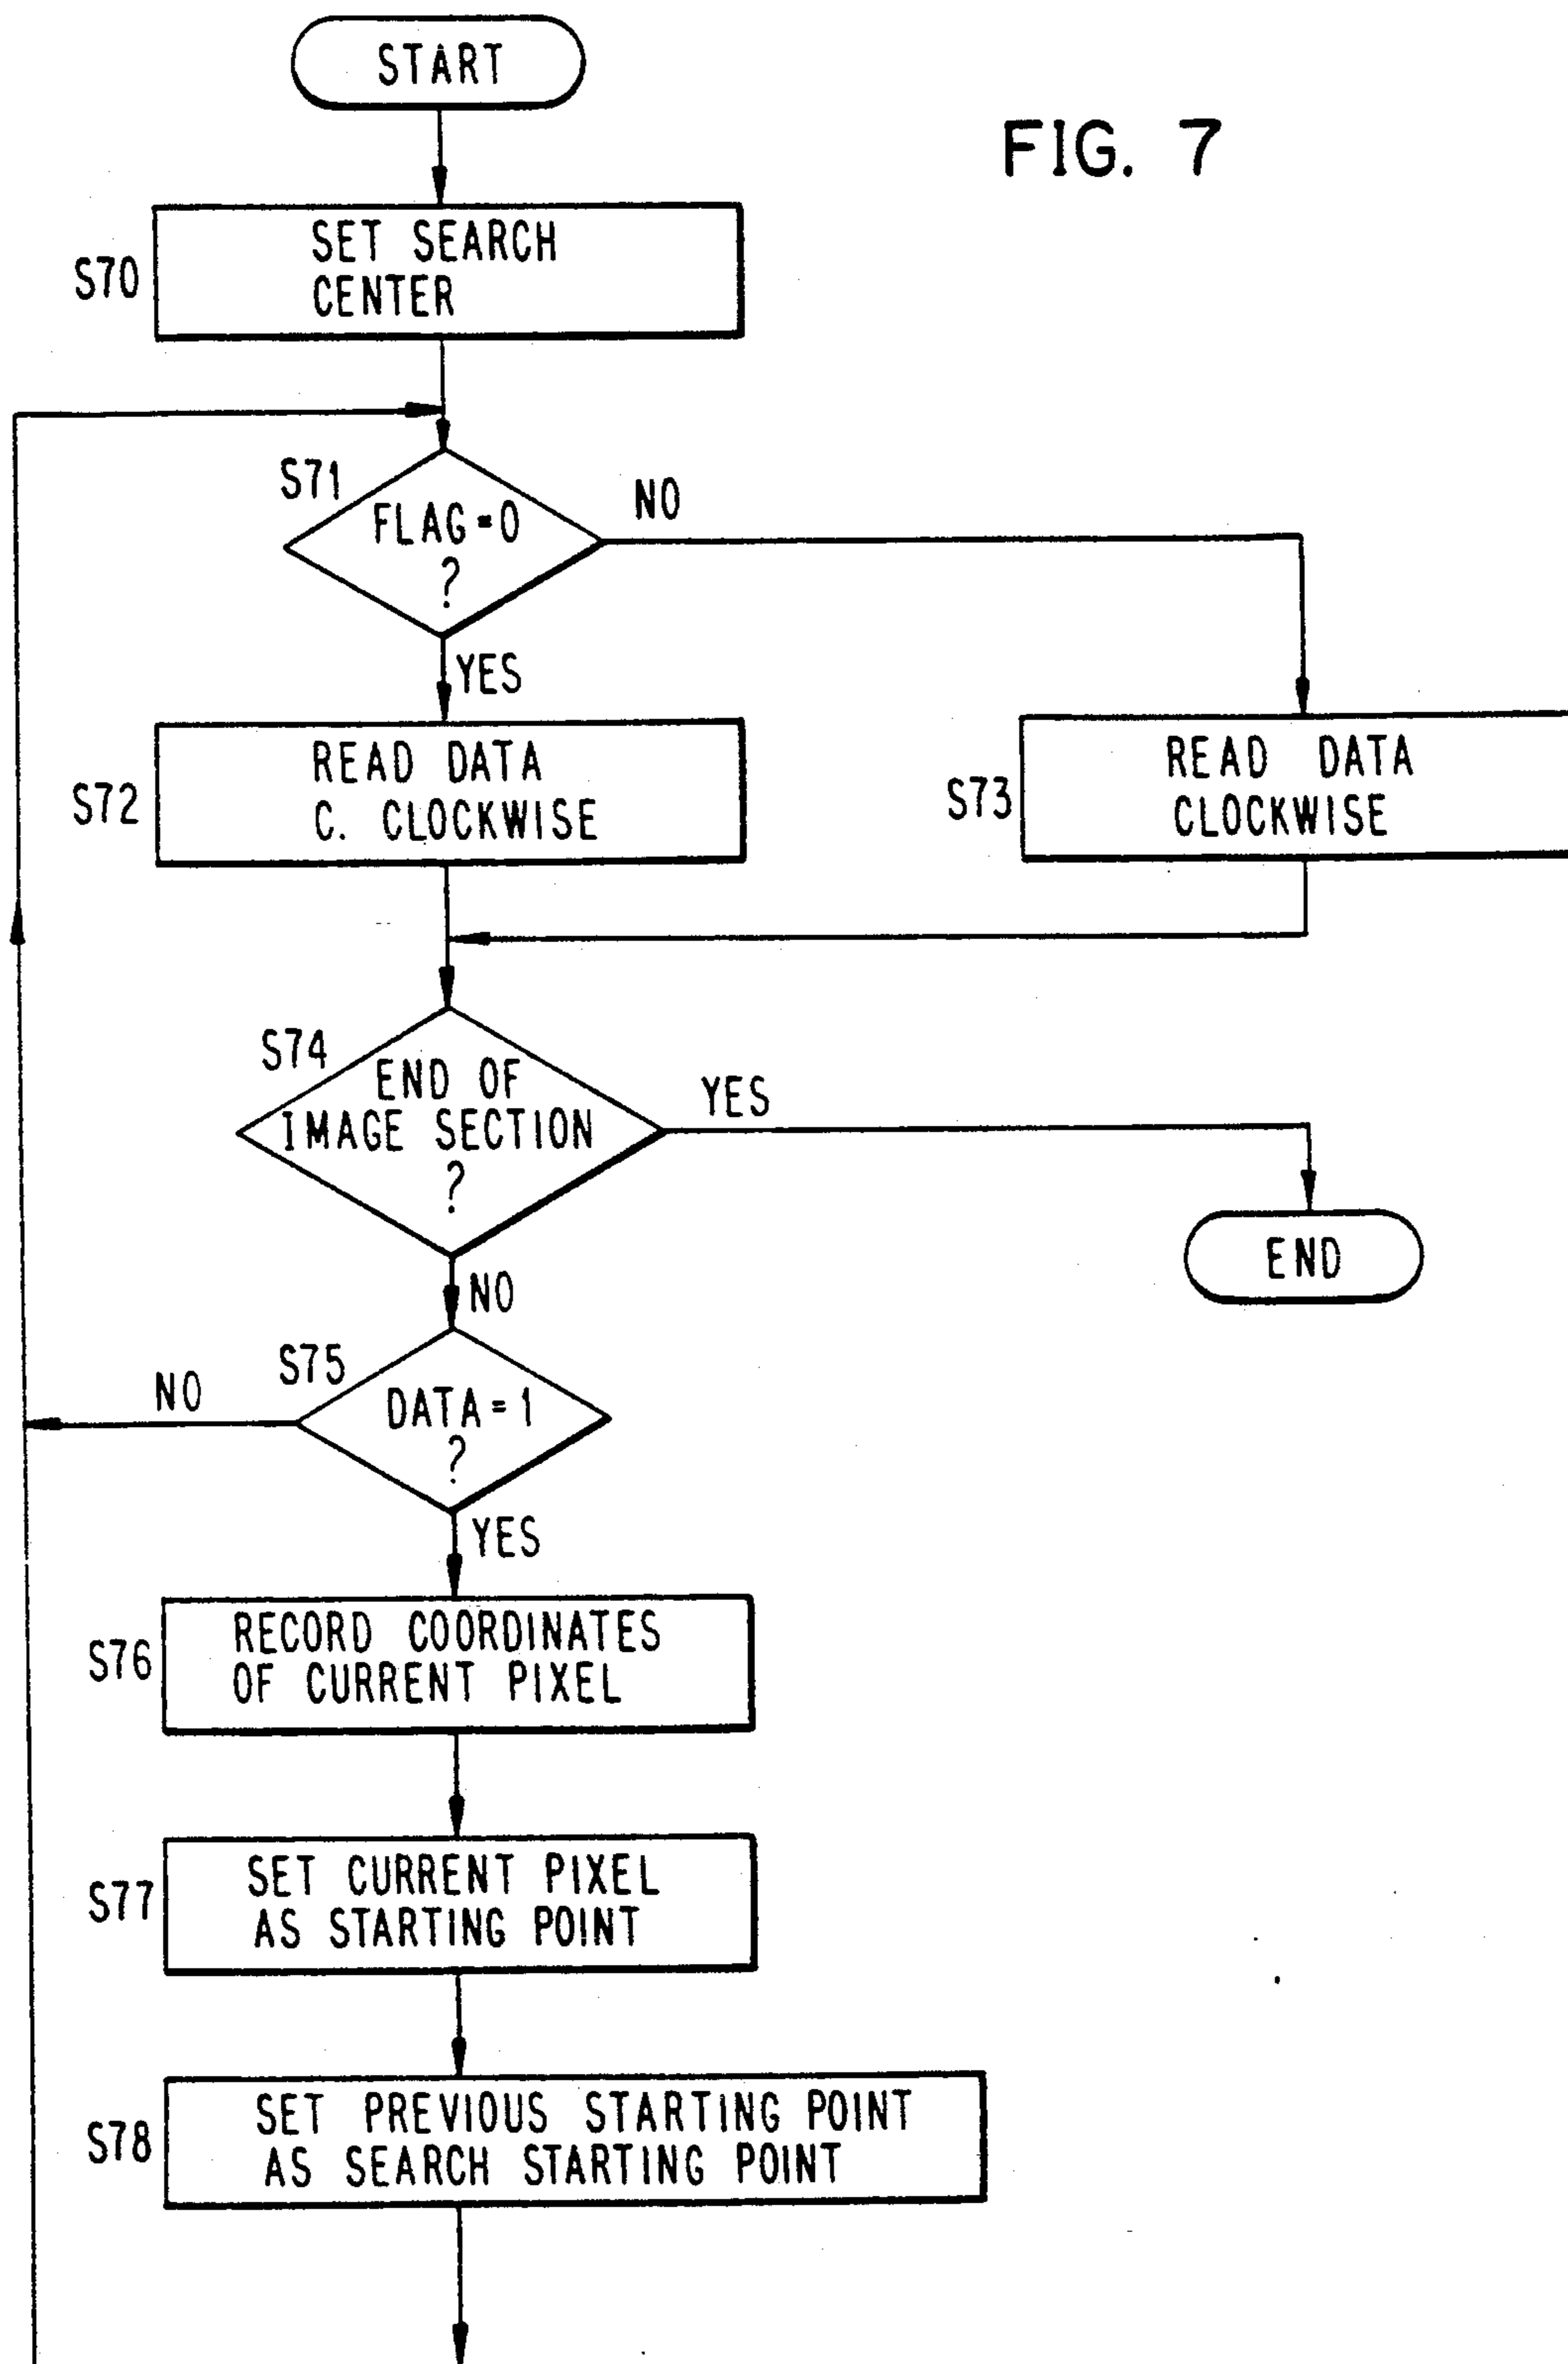 START
FIG. 7
S70
SET SEARCH
CENTER
S71
FLAG=0
?
NO
YES
S72
READ DATA
C. CLOCKWISE
S73
READ DATA
CLOCKWISE
S74
END OF
IMAGE SECTION
?
YES
NO
END
S75
DATA=1
?
NO
YES
S76
RECORD COORDINATES
OF CURRENT PIXEL
S77
SET CURRENT PIXEL
AS STARTING POINT
S78
SET PREVIOUS STARTING POINT
AS SEARCH STARTING POINT